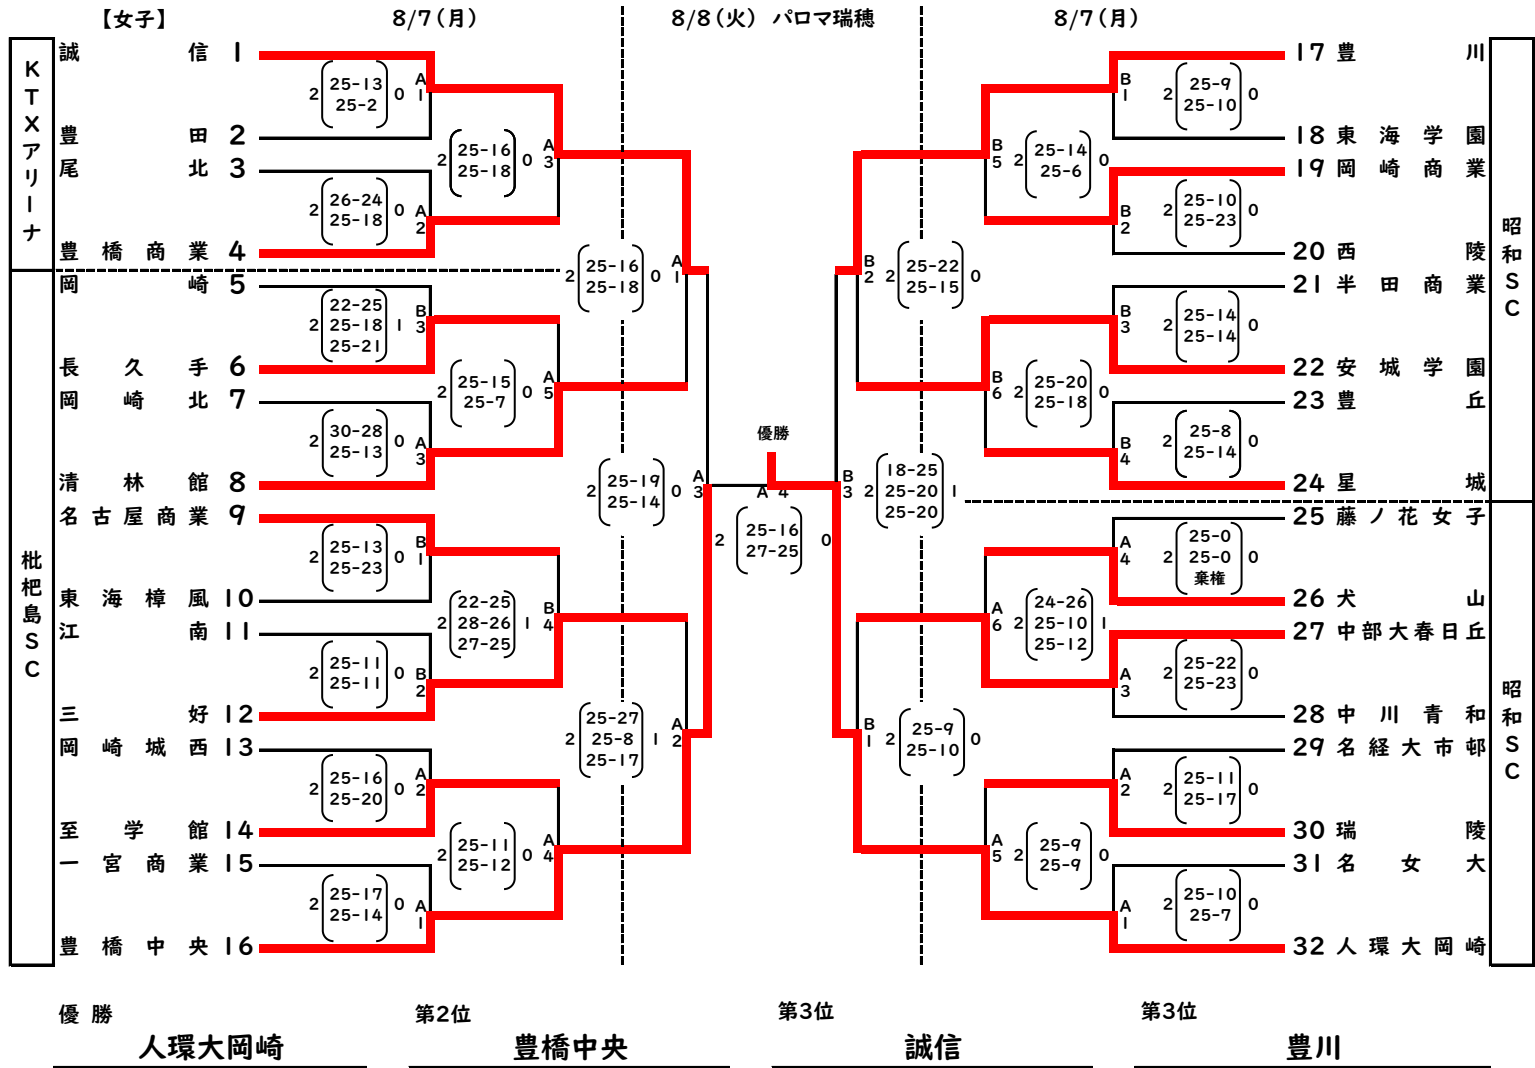 【女子】
8/7(月)
8/8(火) パロマ瑞穂
8/7(月)
KTXアリーナ
枇杷島SC
誠信 1
豊田 2
尾北 3
豊橋商業 4
岡崎 5
長久手 6
岡崎北 7
清林館 8
名古屋商業 9
東海樟風 10
江南 11
三好 12
岡崎城西 13
至学館 14
一宮商業 15
豊橋中央 16
2 25-13 0 A1
25-2
2 26-24 0 A2
25-18
2 22-25 1 B3
25-18
25-21
2 30-28 0 A3
25-13
2 25-13 0 B1
25-23
2 25-11 0 B2
25-11
2 25-16 0 A2
25-20
2 25-17 0 A1
25-14
2 25-16 0 A3
25-18
2 25-15 0 A5
25-7
2 22-25 1 B4
28-26
27-25
2 25-11 0 A4
25-12
2 25-16 0 A1
25-18
2 25-27 1 A2
25-8
25-17
2 25-19 0 A3
25-14
優勝
A4
2 25-16 0
27-25
B3 2 18-25 1
25-20
25-20
B2 2 25-22 0
25-15
B1 2 25-9 0
25-10
B5 2 25-14 0
25-6
B6 2 25-20 0
25-18
A6 2 24-26 1
25-10
25-12
A5 2 25-9 0
25-9
B1 2 25-9 0
25-10
B2 2 25-10 0
25-23
B3 2 25-14 0
25-14
B4 2 25-8 0
25-14
A4 2 25-0 0
25-0
棄権
A3 2 25-22 0
25-23
A2 2 25-11 0
25-17
A1 2 25-10 0
25-7
17 豊川
18 東海学園
19 岡崎商業
20 西陵
21 半田商業
22 安城学園
23 豊丘
24 星城
25 藤ノ花女子
26 犬山
27 中部大春日丘
28 中川青和
29 名経大市邨
30 瑞陵
31 名女大
32 人環大岡崎
昭和SC
昭和SC
優勝
人環大岡崎
第2位
豊橋中央
第3位
誠信
第3位
豊川